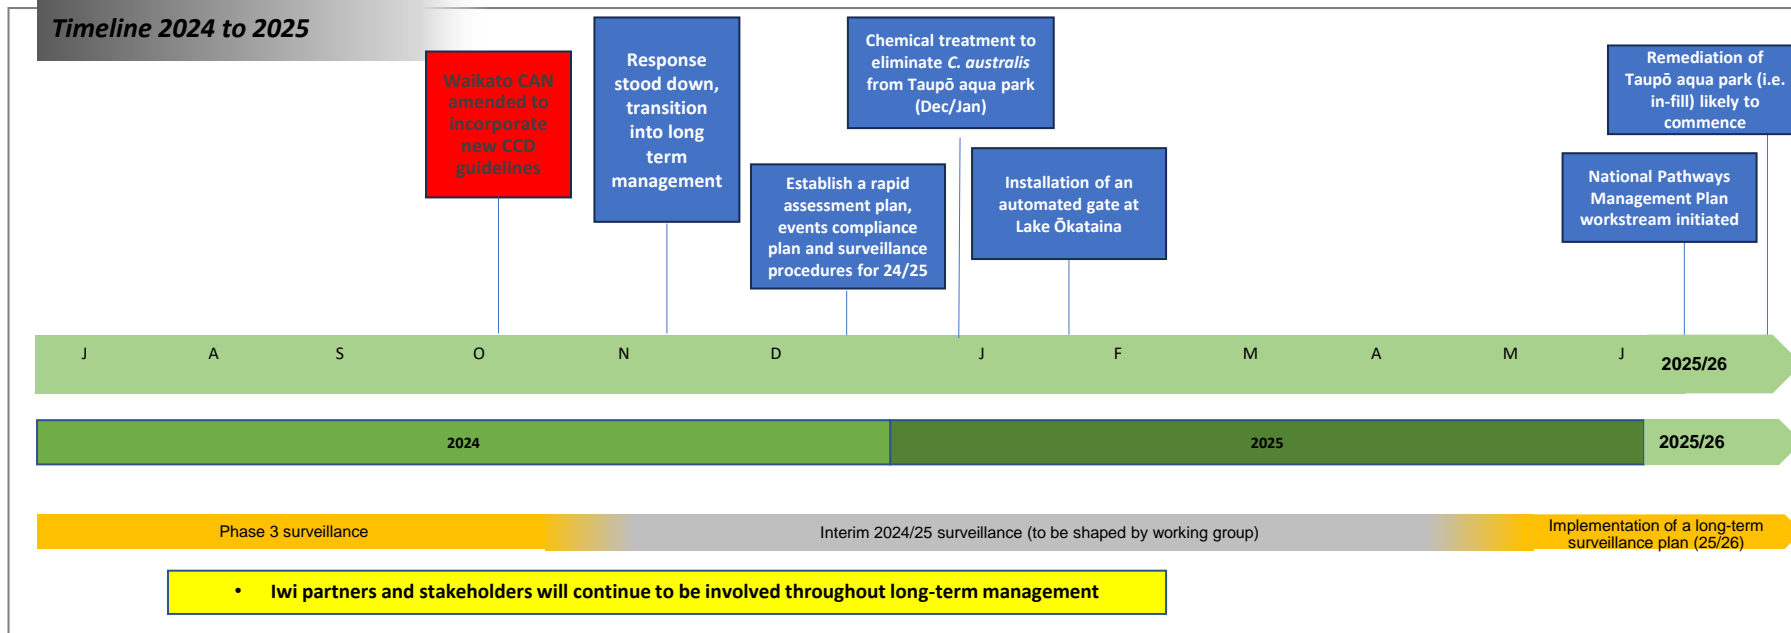 Timeline 2024 to 2025
Waikato CAN
amended to
incorporate
new CCD
guidelines
Response
stood down,
transition
into long
term
management
Establish a rapid
assessment plan,
events compliance
plan and surveillance
procedures for 24/25
Chemical treatment to
eliminate C. australis
from Taupō aqua park
(Dec/Jan)
Installation of an
automated gate at
Lake Ōkataina
Remediation of
Taupō aqua park (i.e.
in-fill) likely to
commence
National Pathways
Management Plan
workstream initiated
J A S O N D J F M A M J 2025/26
2024 2025 2025/26
Phase 3 surveillance
Interim 2024/25 surveillance (to be shaped by working group)
Implementation of a long-term
surveillance plan (25/26)
• Iwi partners and stakeholders will continue to be involved throughout long-term management